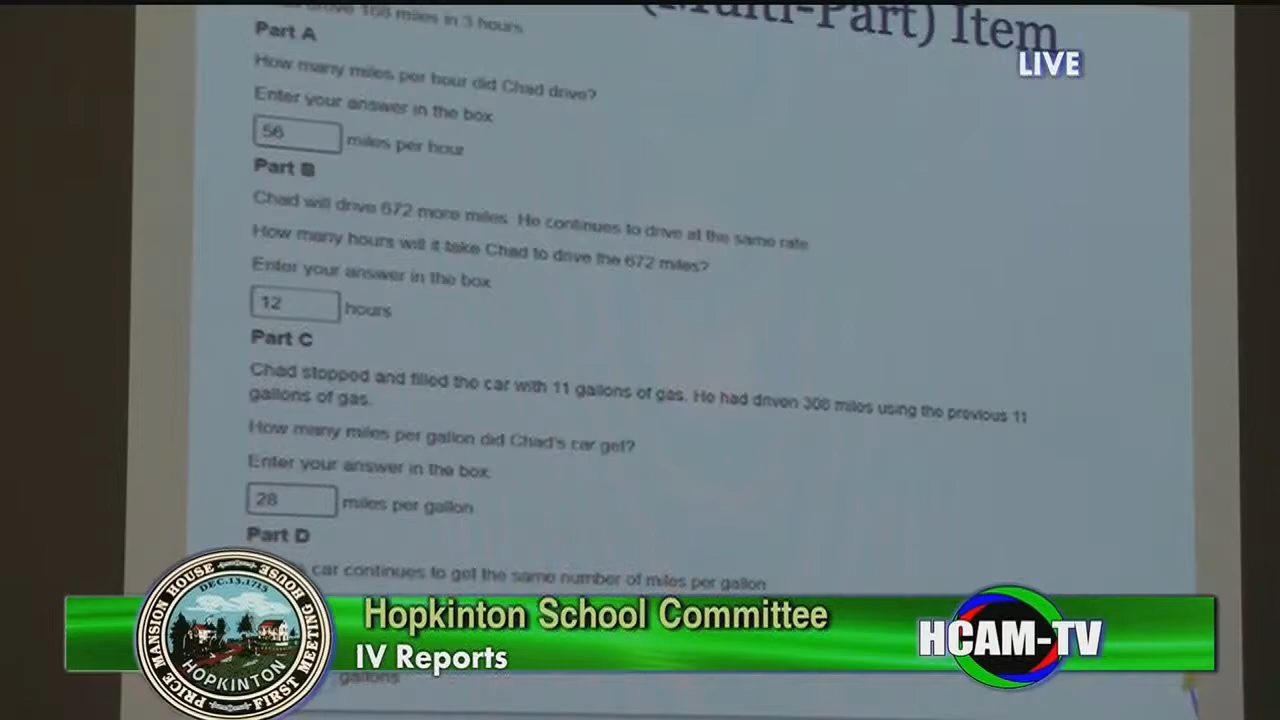 168 miles in 3 hours
(Multi-Part) Item
LIVE
Part A
How many miles per hour did Chad drive?
Enter your answer in the box
56 miles per hour
Part B
Chad will drive 672 more miles. He continues to drive at the same rate
How many hours will it take Chad to drive the 672 miles?
Enter your answer in the box
12 hours
Part C
Chad stopped and filled the car with 11 gallons of gas. He had driven 308 miles using the previous 11
gallons of gas.
How many miles per gallon did Chad's car get?
Enter your answer in the box
28 miles per gallon
Part D
car continues to get the same number of miles per gallon
gallons
Hopkinton School Committee
IV Reports
HCAM-TV
PRICE MANSION HOUSE
FIRST MEETING HOUSE
DEC.13.1715
HOPKINTON